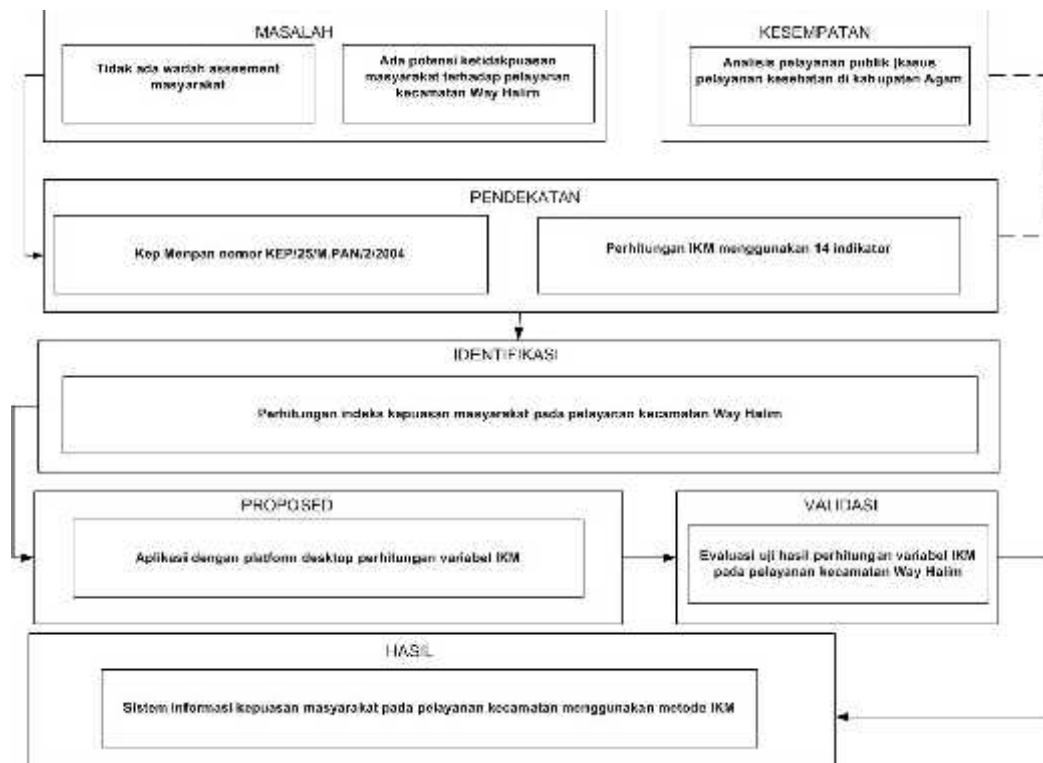 MASALAH
Tidak ada wadah assement
masyarakat
Ada potensi ketidakpuasan
masyarakat terhadap pelayanan
kecamatan Way Halim
KESEMPATAN
Analisis pelayanan publik (kasus
pelayanan kesehatan di kabupaten Agam
PENDEKATAN
Kep Menpan nomor KEP/25/M.PAN/2/2004
Perhitungan IKM menggunakan 14 indikator
IDENTIFIKASI
Perhitungan indeks kepuasan masyarakat pada pelayanan kecamatan Way Halim
PROPOSED
Aplikasi dengan platform desktop perhitungan variabel IKM
VALIDASI
Evaluasi uji hasil perhitungan variabel IKM
pada pelayanan kecamatan Way Halim
HASIL
Sistem informasi kepuasan masyarakat pada pelayanan kecamatan menggunakan metode IKM